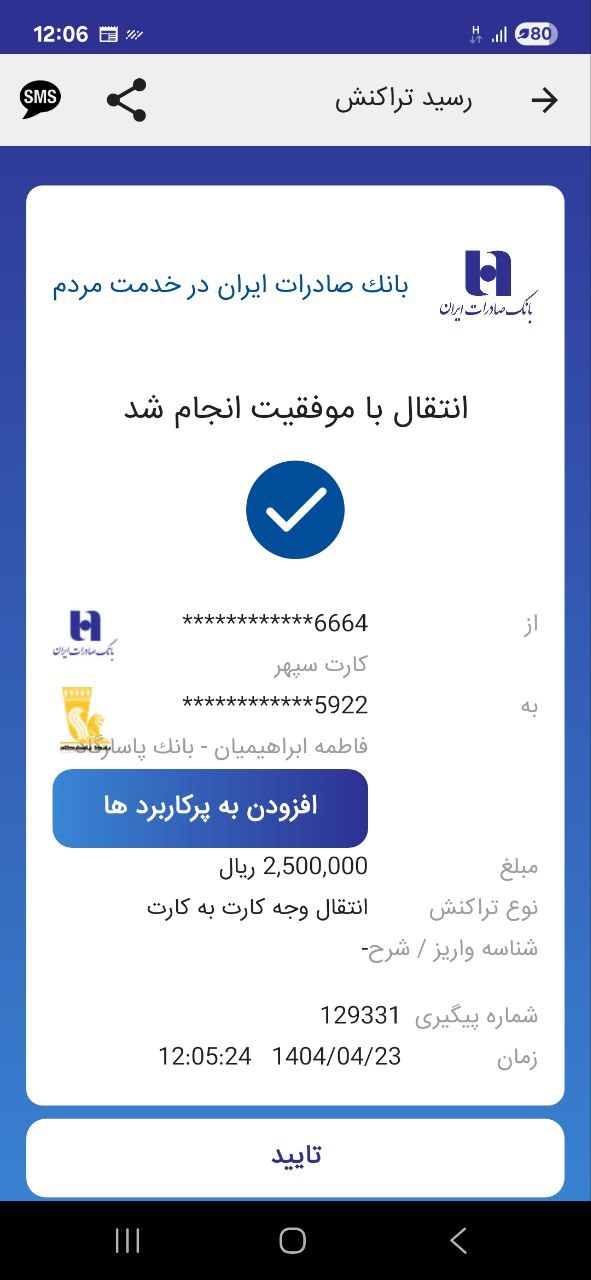 12:06
H
80
رسید تراکنش
SMS
بانک صادرات ایران
بانك صادرات ایران در خدمت مردم
انتقال با موفقیت انجام شد
از
************6664
بانک صادرات ایران
کارت سپهر
به
************5922
فاطمه ابراهیمیان - بانك پاسارگاد
بانک پاسارگاد
افزودن به پرکاربرد ها
مبلغ 2,500,000 ریال
نوع تراکنش انتقال وجه کارت به کارت
شناسه واریز / شرح-
شماره پیگیری 129331
زمان 1404/04/23 12:05:24
تایید